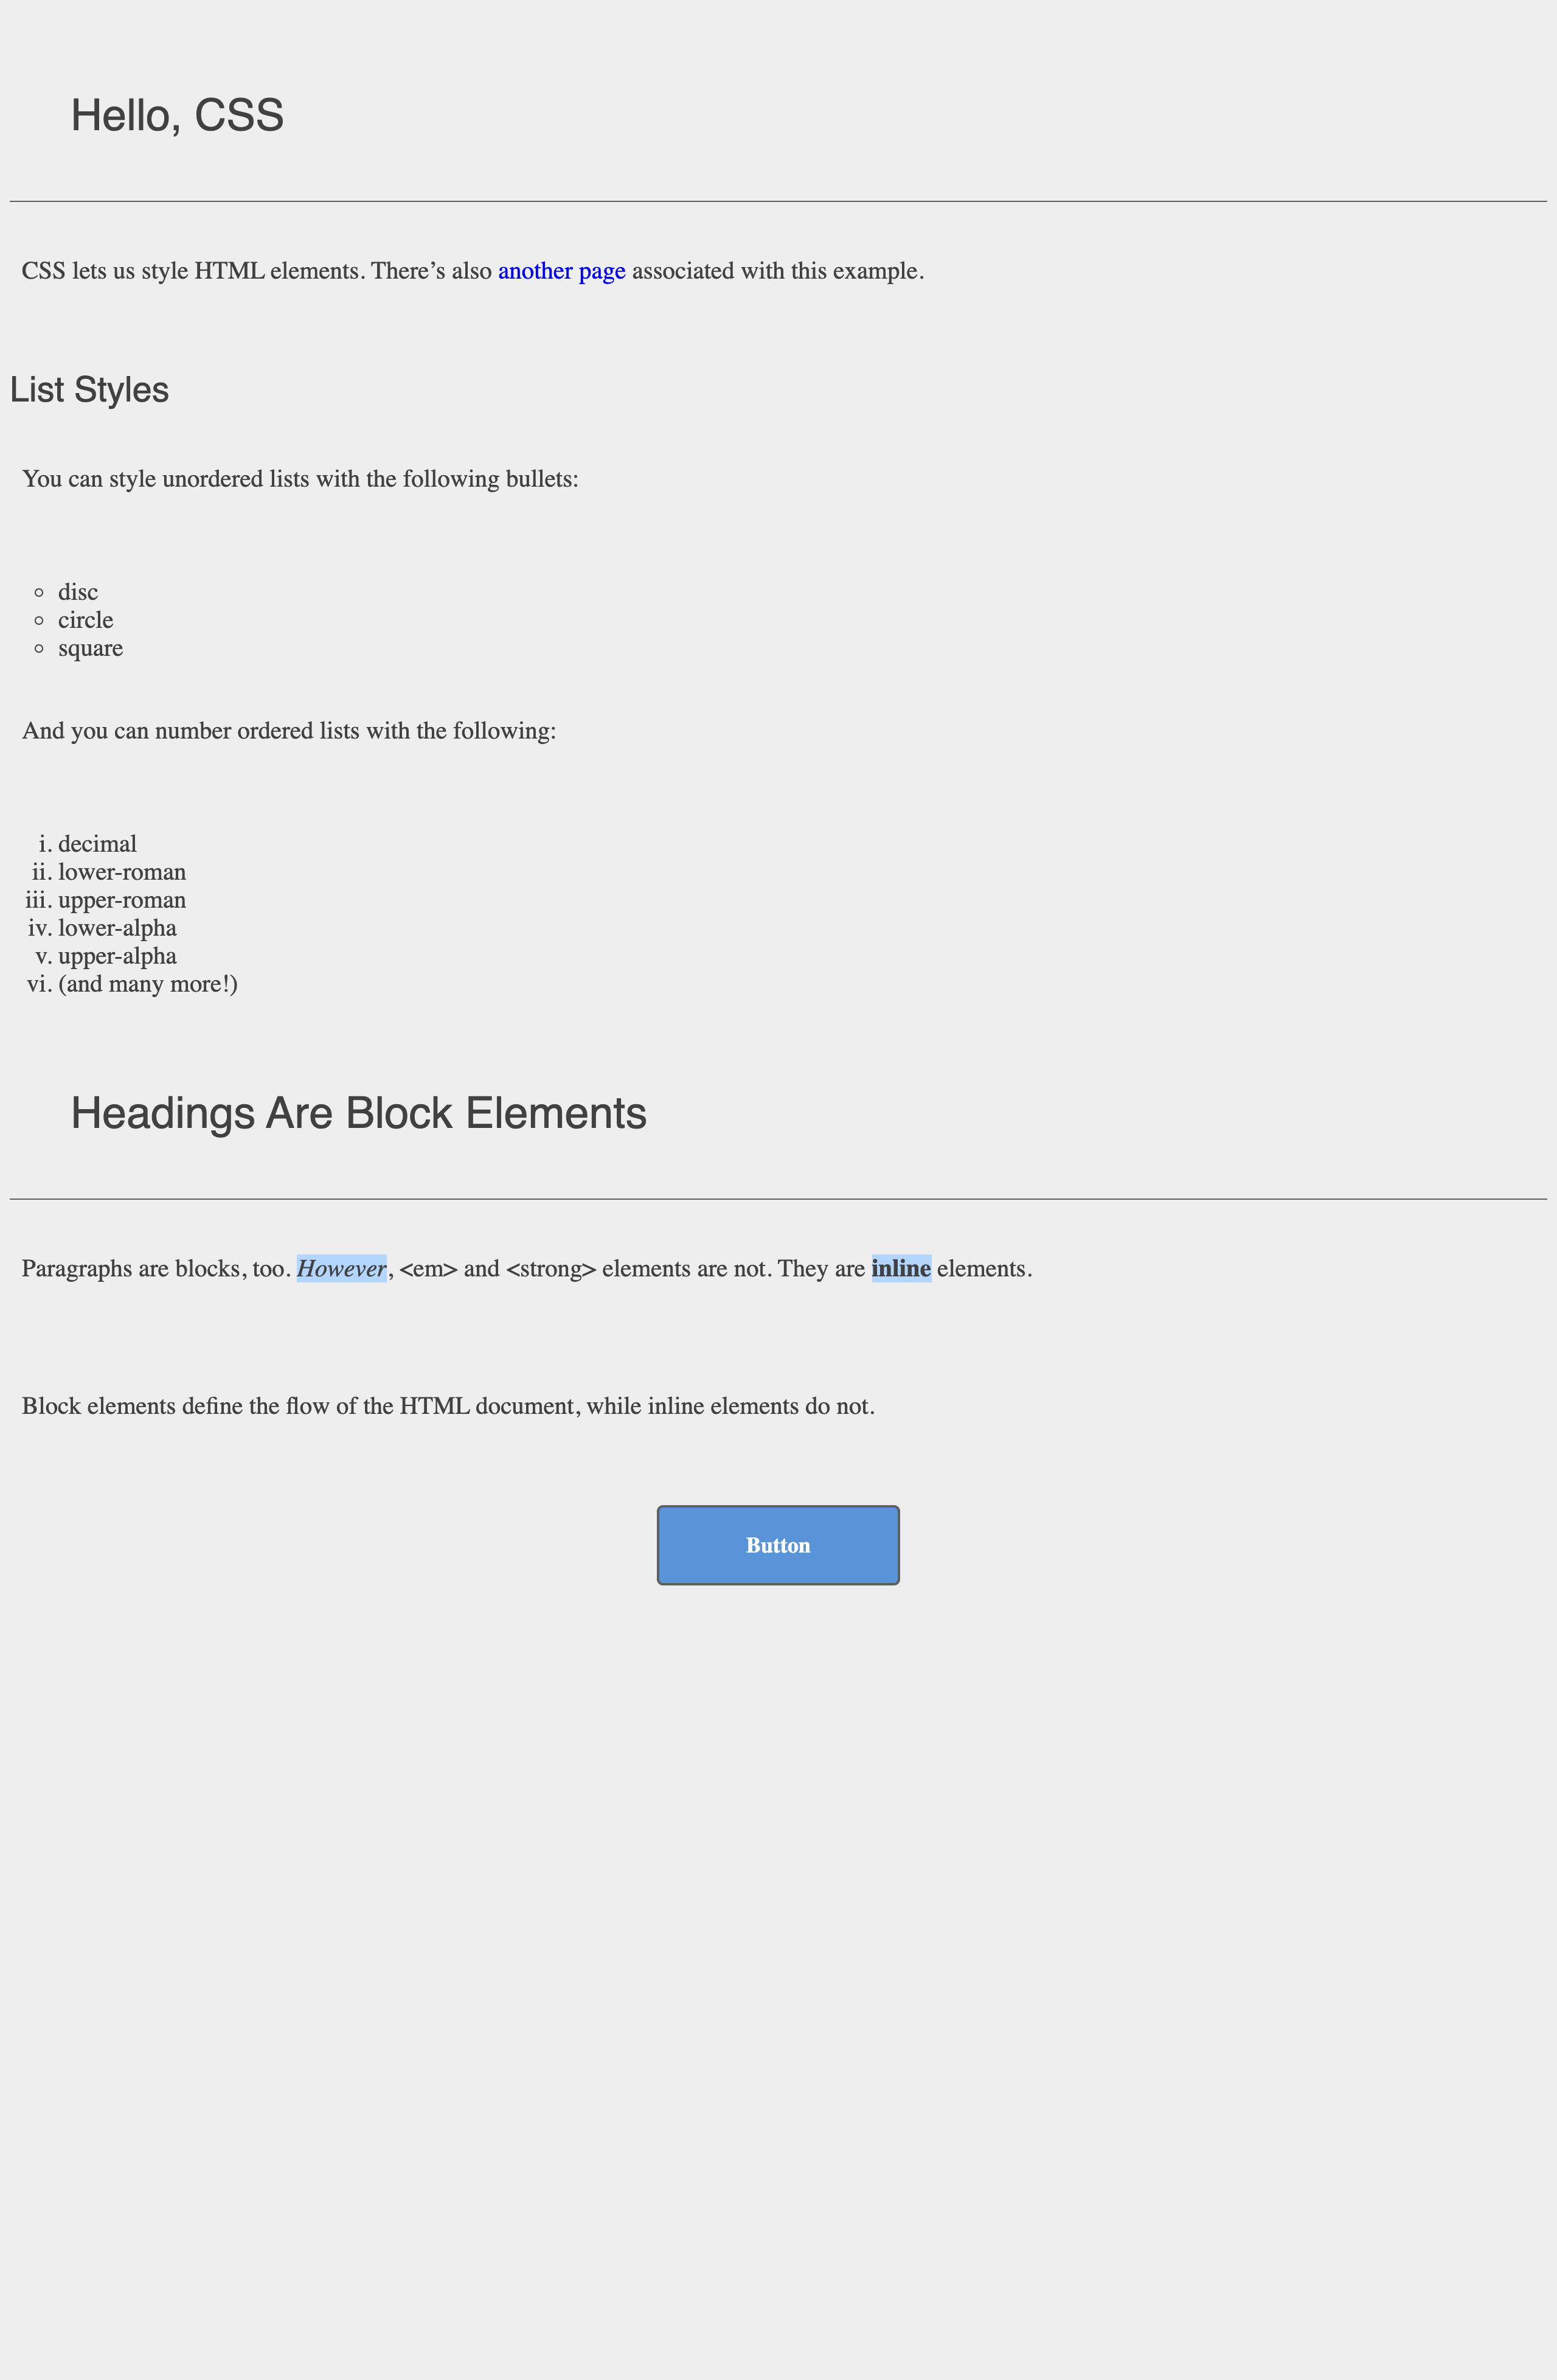 Hello, CSS
CSS lets us style HTML elements. There’s also another page associated with this example.
List Styles
You can style unordered lists with the following bullets:
◦ disc
◦ circle
◦ square
And you can number ordered lists with the following:
i. decimal
ii. lower-roman
iii. upper-roman
iv. lower-alpha
v. upper-alpha
vi. (and many more!)
Headings Are Block Elements
Paragraphs are blocks, too. However, <em> and <strong> elements are not. They are inline elements.
Block elements define the flow of the HTML document, while inline elements do not.
Button